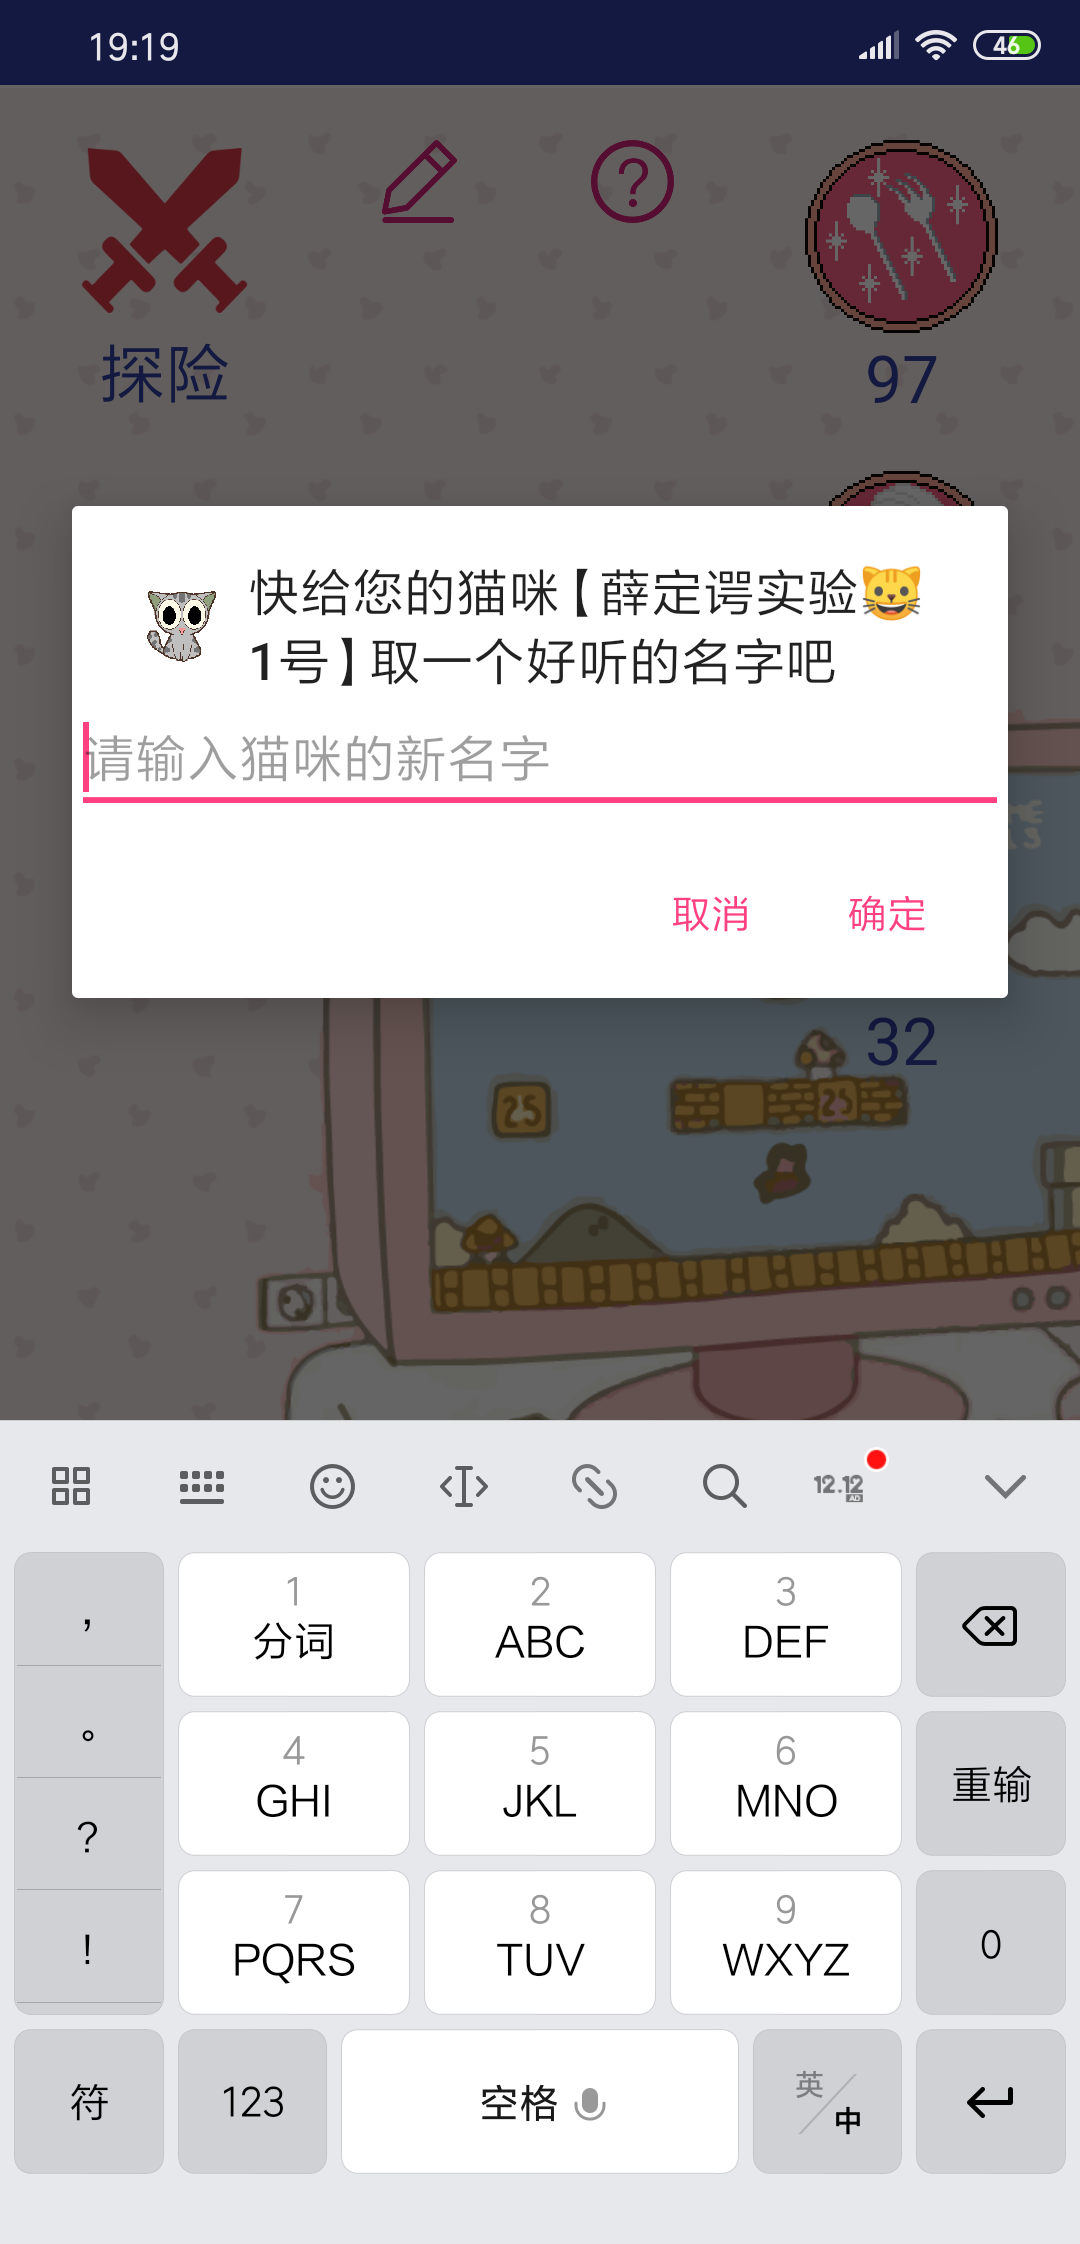 19:19
46
探险
97
快给您的猫咪【薛定谔实验😺
1号】取一个好听的名字吧
请输入猫咪的新名字
取消 确定
32
25
25
12.12
AD
，
1
分词
2
ABC
3
DEF
。
4
GHI
5
JKL
6
MNO
重输
?
7
PQRS
8
TUV
9
WXYZ
0
!
符
123
空格
英
中